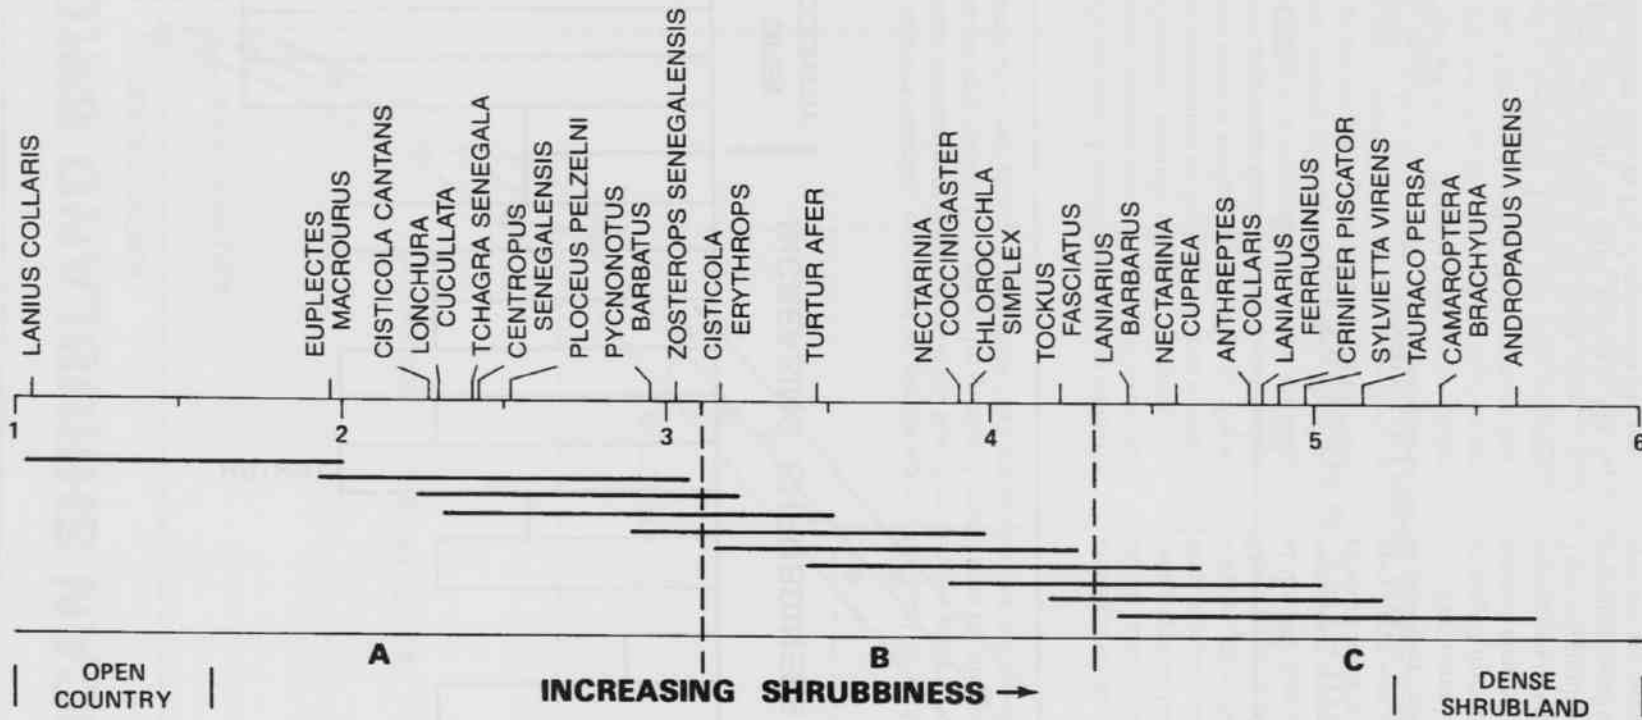 LANIUS COLLARIS
EUPLECTES
MACROURUS
CISTICOLA CANTANS
LONCHURA
CUCULLATA
TCHAGRA SENEGALA
CENTROPUS
SENEGALENSIS
PLOCEUS PELZELNI
PYCNONOTUS
BARBATUS
ZOSTEROPS SENEGALENSIS
CISTICOLA
ERYTHROPS
TURTUR AFER
NECTARINIA
COCCINIGASTER
CHLOROCICHLA
SIMPLEX
TOCKUS
FASCIATUS
LANIARIUS
BARBARUS
NECTARINIA
CUPREA
ANTHREPTES
COLLARIS
LANIARIUS
FERRUGINEUS
CRINIFER PISCATOR
SYLVIETTA VIRENS
TAURACO PERSA
CAMAROPTERA
BRACHYURA
ANDROPADUS VIRENS
1 2 3 4 5 6
A B C
OPEN
COUNTRY
INCREASING SHRUBBINESS →
DENSE
SHRUBLAND